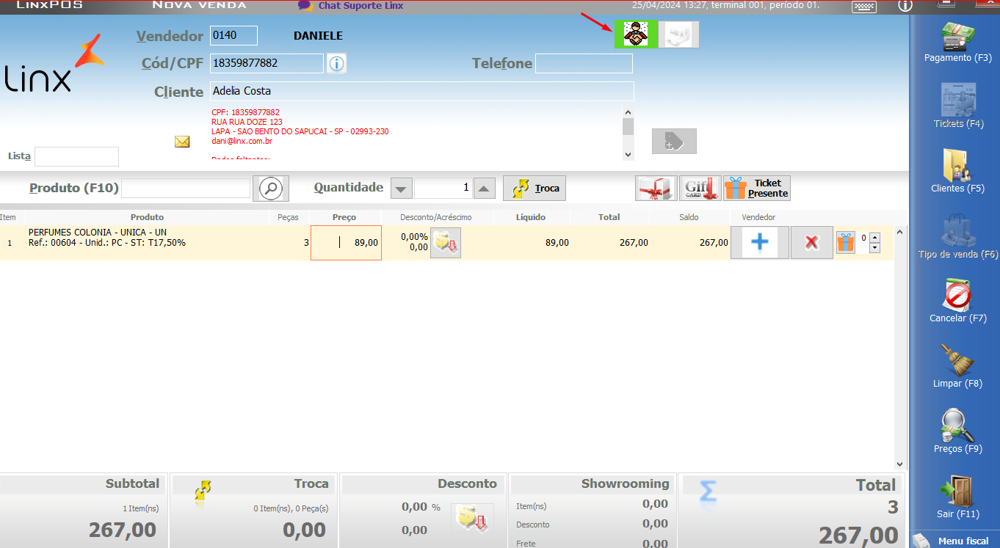 LinxPOS Nova venda Chat Suporte Linx 25/04/2024 13:27, terminal 001, período 01.
Linx
Vendedor 0140 DANIELE
Cód/CPF 18359877882 Telefone
Cliente Adelia Costa
CPF: 18359877882
RUA RUA DOZE 123
LAPA - SAO BENTO DO SAPUCAI - SP - 02993-230
dani@linx.com.br
Dados faltantes:
Lista
Produto (F10) Quantidade 1 Troca Gift CARD Ticket Presente
Item Produto Peças Preço Desconto/Acréscimo Líquido Total Saldo Vendedor
PERFUMES COLONIA - UNICA - UN
1 Ref.: 00604 - Unid.: PC - ST: T17,50% 3 89,00 0,00% 0,00 89,00 267,00 267,00 0
Subtotal
1 Item(ns)
267,00
Troca
0 Item(ns), 0 Peça(s)
0,00
Desconto
0,00 %
0,00
Showrooming
Item(ns) 0,00
Desconto 0,00
Frete 0,00
Σ Total
3
267,00
Pagamento (F3)
Tickets (F4)
Clientes (F5)
Tipo de venda (F6)
Cancelar (F7)
Limpar (F8)
Preços (F9)
Sair (F11)
Menu fiscal